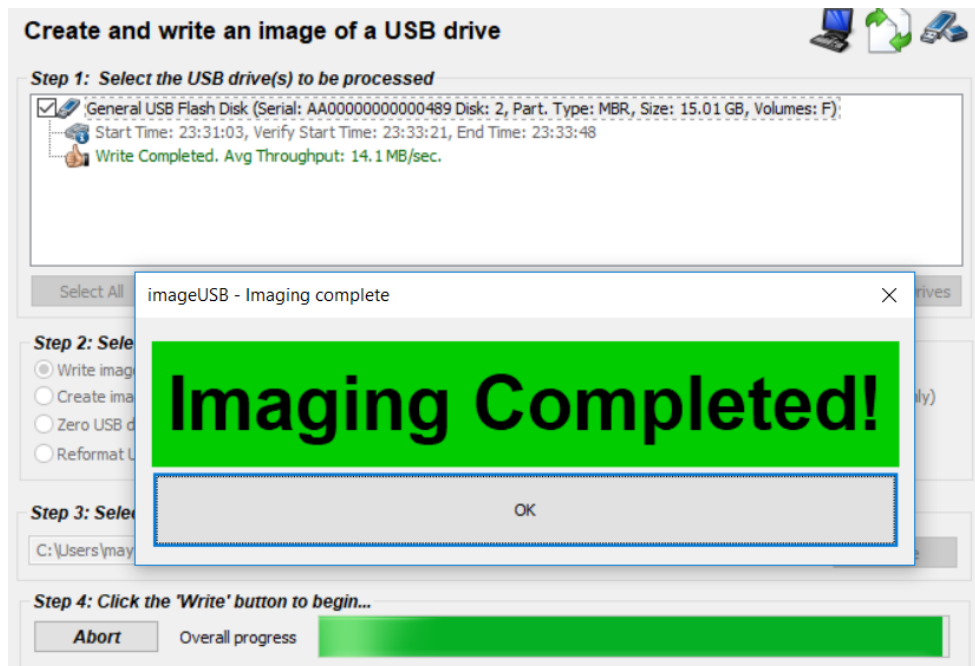 Create and write an image of a USB drive
Step 1: Select the USB drive(s) to be processed
General USB Flash Disk (Serial: AA00000000000489 Disk: 2, Part. Type: MBR, Size: 15.01 GB, Volumes: F)
Start Time: 23:31:03, Verify Start Time: 23:33:21, End Time: 23:33:48
Write Completed. Avg Throughput: 14.1 MB/sec.
Select All
rives
imageUSB - Imaging complete
Step 2: Sele
Write imag
Create ima
Zero USB d
Reformat U
Imaging Completed!
OK
Step 3: Selec
C:\Users\may
Step 4: Click the 'Write' button to begin...
Abort Overall progress